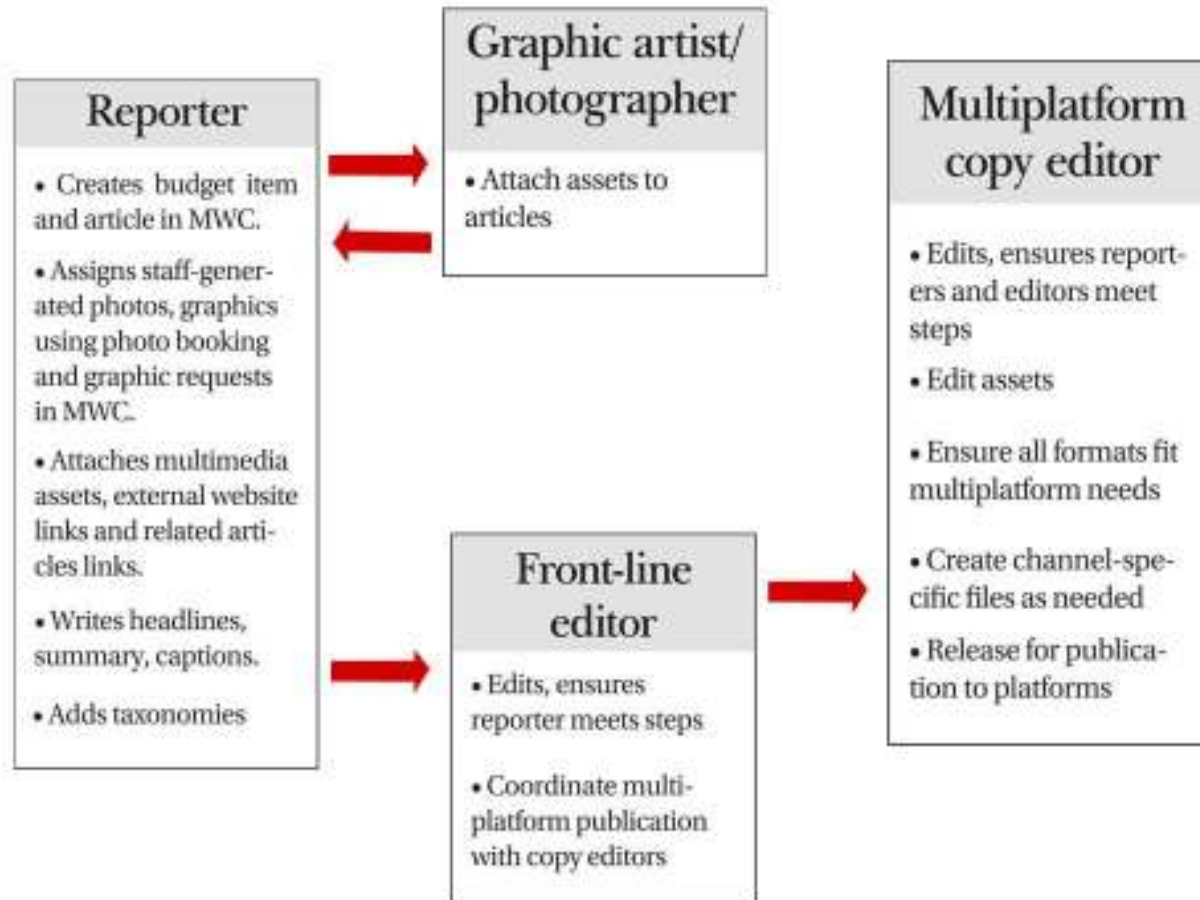 Reporter
• Creates budget item
and article in MWC.
• Assigns staff-gener-
ated photos, graphics
using photo booking
and graphic requests
in MWC.
• Attaches multimedia
assets, external website
links and related arti-
cles links.
• Writes headlines,
summary, captions.
• Adds taxonomies
Graphic artist/
photographer
• Attach assets to
articles
Front-line
editor
• Edits, ensures
reporter meets steps
• Coordinate multi-
platform publication
with copy editors
Multiplatform
copy editor
• Edits, ensures report-
ers and editors meet
steps
• Edit assets
• Ensure all formats fit
multiplatform needs
• Create channel-spe-
cific files as needed
• Release for publica-
tion to platforms